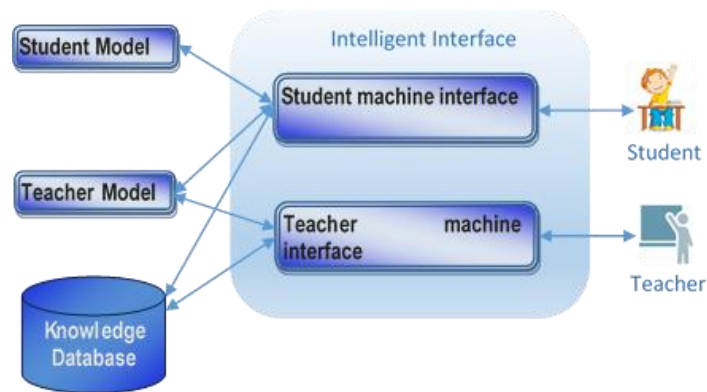 Intelligent Interface
Student Model
Student machine interface
Student
Teacher Model
Teacher machine
interface
Teacher
Knowledge
Database